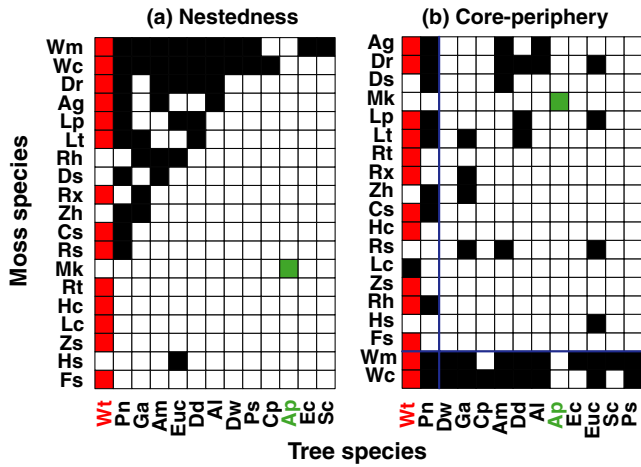 (a) Nestedness
(b) Core-periphery
Moss species
Wm
Wc
Dr
Ag
Lp
Lt
Rh
Ds
Rx
Zh
Cs
Rs
Mk
Rt
Hc
Lc
Zs
Hs
Fs
Wt Pn Ga Am Euc Dd Al Dw Ps Cp Ap Ec Sc
Ag
Dr
Ds
Mk
Lp
Lt
Rt
Rx
Zh
Cs
Hc
Rs
Lc
Zs
Rh
Hs
Fs
Wm
Wc
Wt Pn Dw Ga Cp Am Dd Al Ap Ec Euc Sc Ps
Tree species